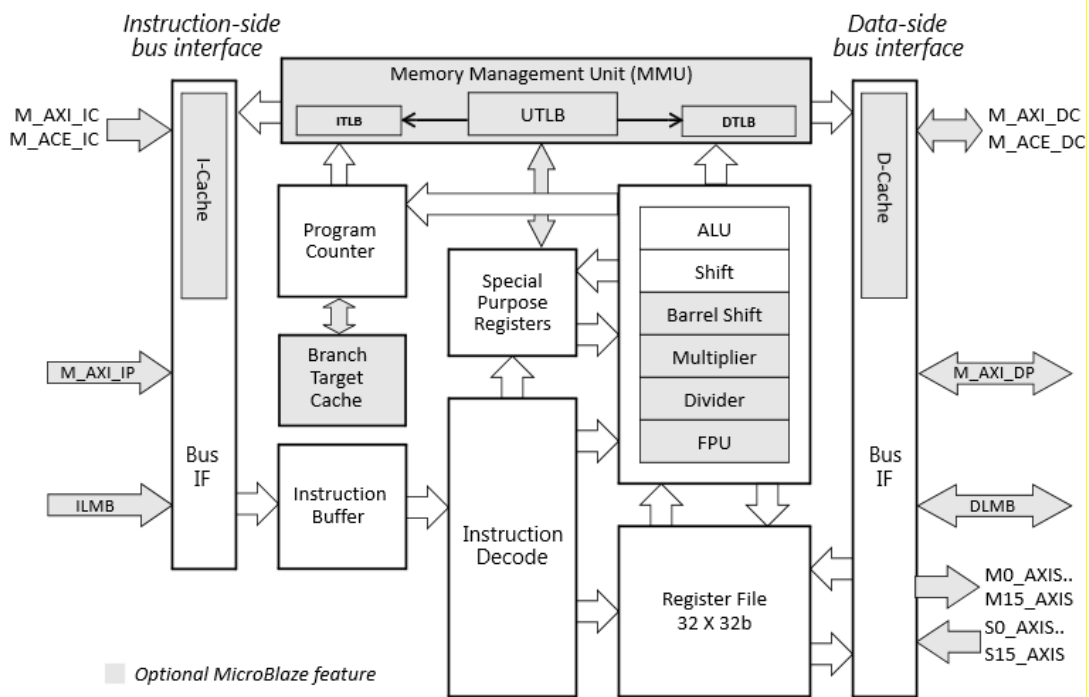 Instruction-side
bus interface
Data-side
bus interface
Memory Management Unit (MMU)
ITLB
UTLB
DTLB
M_AXI_IC
M_ACE_IC
I-Cache
D-Cache
M_AXI_DC
M_ACE_DC
Program
Counter
Special
Purpose
Registers
ALU
Shift
Barrel Shift
Multiplier
Divider
FPU
Branch
Target
Cache
M_AXI_IP
M_AXI_DP
Bus
IF
Bus
IF
ILMB
Instruction
Buffer
Instruction
Decode
DLMB
Register File
32 X 32b
M0_AXIS..
M15_AXIS
S0_AXIS..
S15_AXIS
Optional MicroBlaze feature